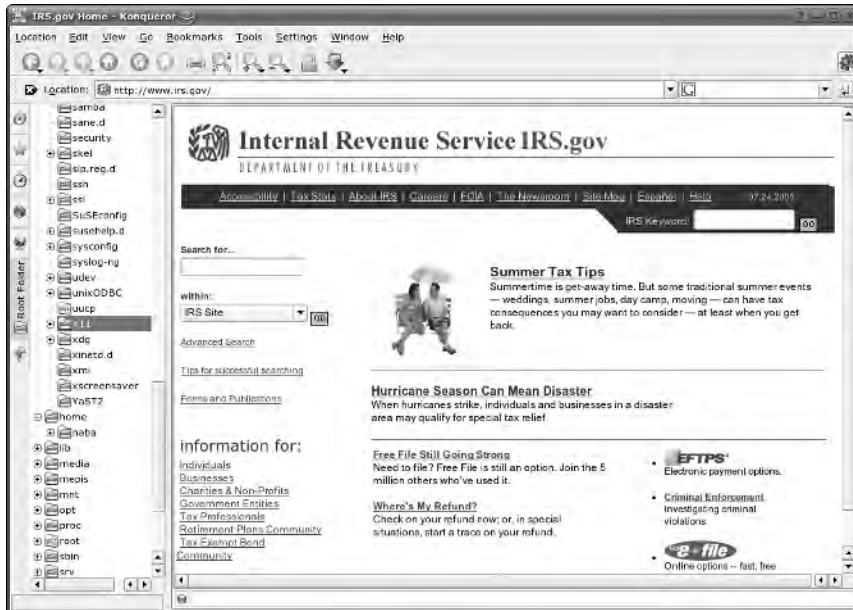 IRS.gov Home - Konqueror
Location Edit View Go Bookmarks Tools Settings Window Help
Location: http://www.irs.gov/
Root Folder
samba
sane.d
security
skel
slp.reg.d
ssh
ssl
SuSEconfig
susehelp.d
sysconfig
syslog-ng
udev
unixODBC
uucp
X11
xdg
xinetd.d
xml
xscreensaver
YaST2
home
naba
lib
media
mepis
mnt
opt
proc
root
sbin
srv
Internal Revenue Service IRS.gov
DEPARTMENT OF THE TREASURY
Accessibility | Tax Stats | About IRS | Careers | FOIA | The Newsroom | Site Map | Español | Help 07.24.2005
IRS Keyword: GO
Search for...
within:
IRS Site GO
Advanced Search
Tips for successful searching
Forms and Publications
information for:
Individuals
Businesses
Charities & Non-Profits
Government Entities
Tax Professionals
Retirement Plans Community
Tax Exempt Bond
Community
Summer Tax Tips
Summertime is get-away time. But some traditional summer events
— weddings, summer jobs, day camp, moving — can have tax
consequences you may want to consider — at least when you get
back.
Hurricane Season Can Mean Disaster
When hurricanes strike, individuals and businesses in a disaster
area may qualify for special tax relief
Free File Still Going Strong
Need to file? Free File is still an option. Join the 5
million others who've used it.
Where's My Refund?
Check on your refund now; or, in special
situations, start a trace on your refund.
EFTPS
Electronic payment options.
Criminal Enforcement
Investigating criminal
violations
e-file
Online options -- fast, free